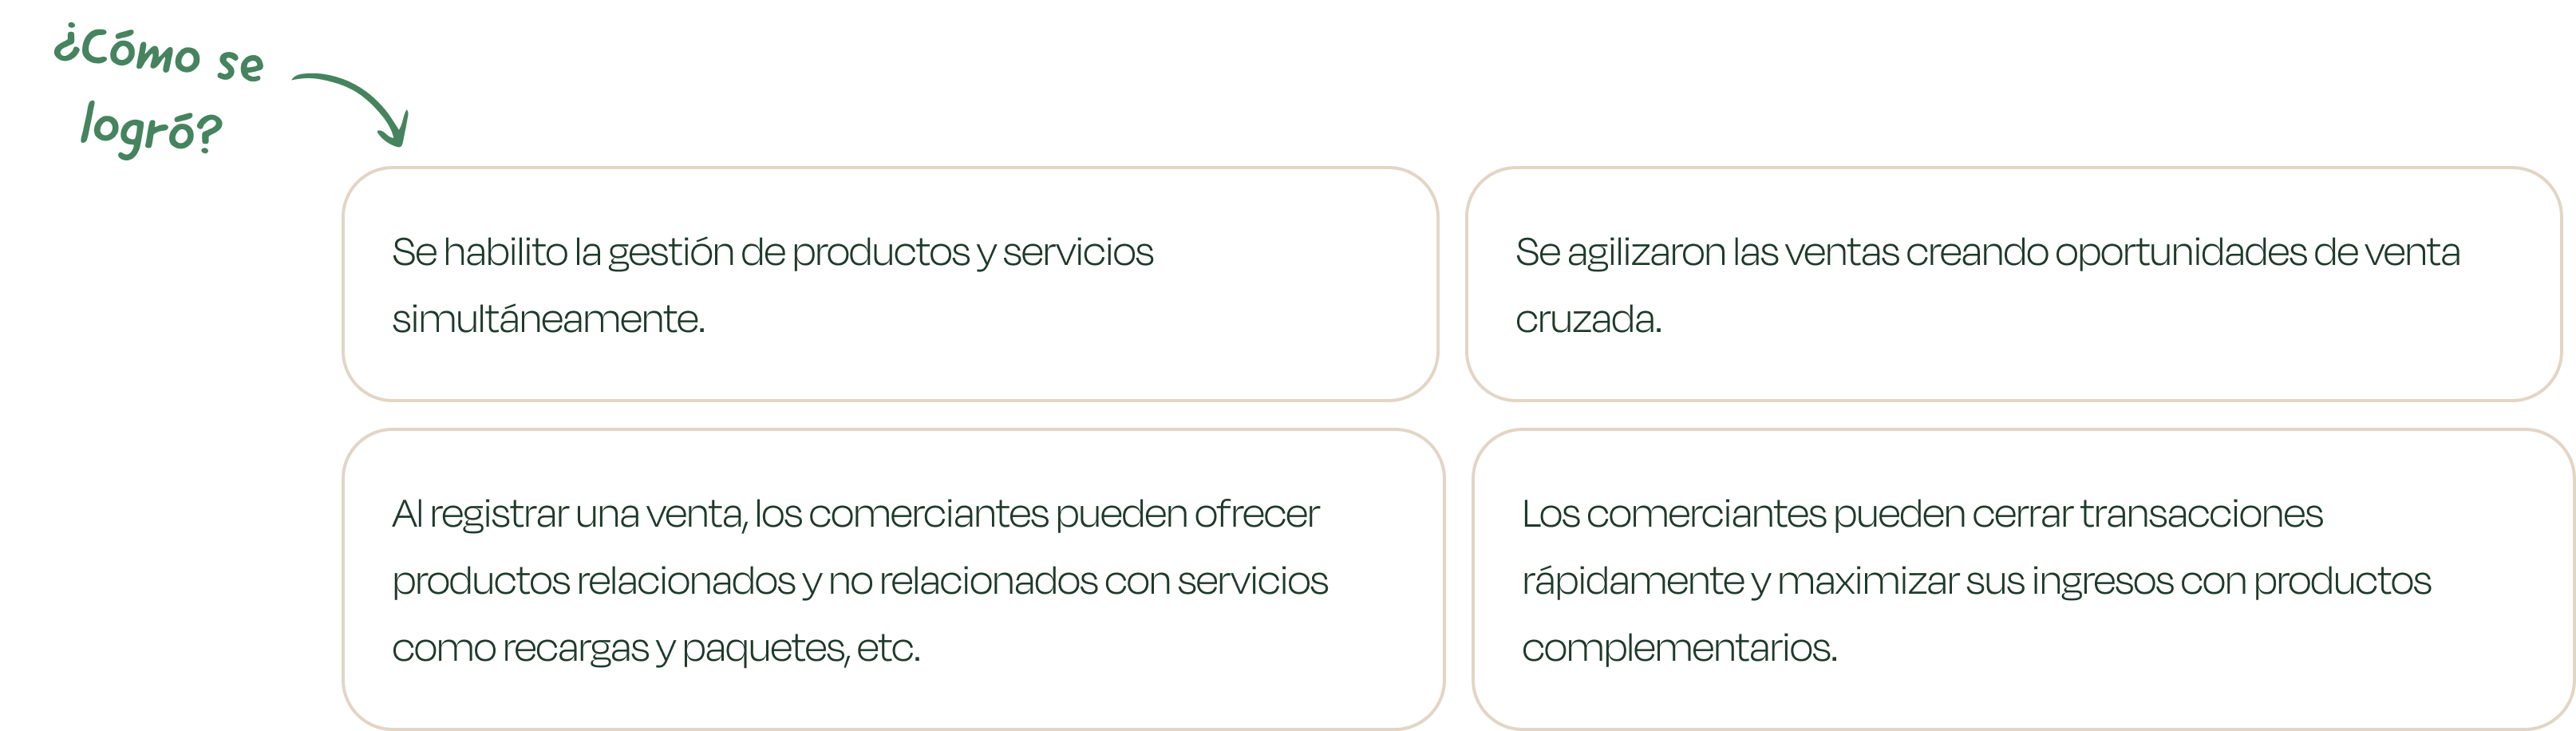 ¿Cómo se
logró?
Se habilito la gestión de productos y servicios
simultáneamente.
Se agilizaron las ventas creando oportunidades de venta
cruzada.
Al registrar una venta, los comerciantes pueden ofrecer
productos relacionados y no relacionados con servicios
como recargas y paquetes, etc.
Los comerciantes pueden cerrar transacciones
rápidamente y maximizar sus ingresos con productos
complementarios.